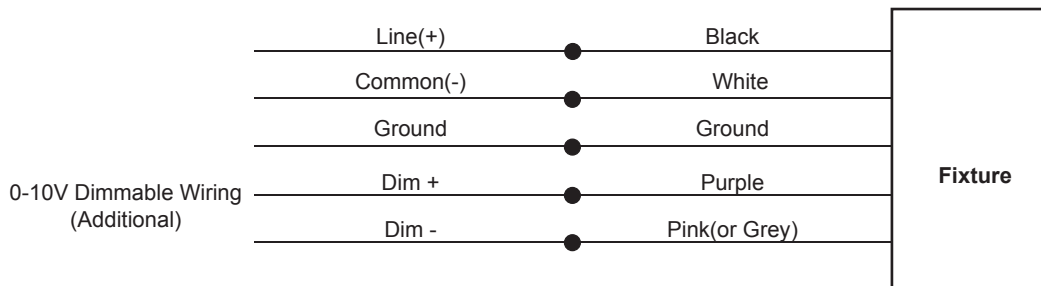 Line(+)
Black
Common(-)
White
Ground
Ground
0-10V Dimmable Wiring
(Additional)
Dim +
Purple
Dim -
Pink(or Grey)
Fixture